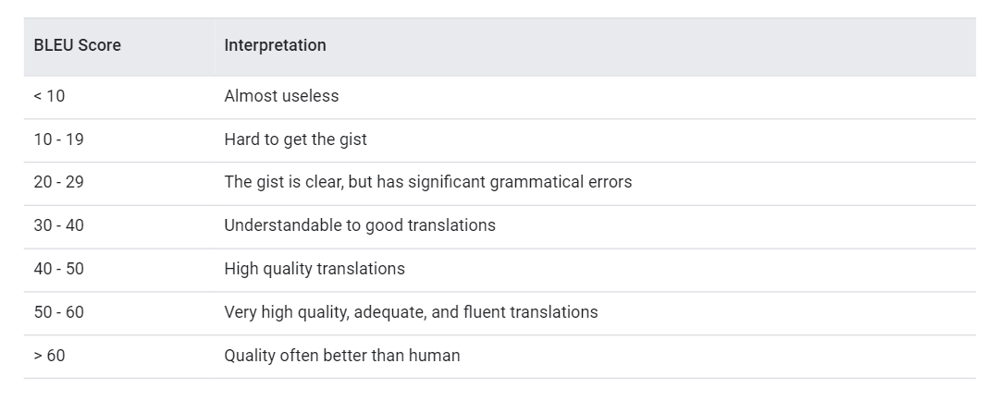 BLEU Score Interpretation
< 10 Almost useless
10 - 19 Hard to get the gist
20 - 29 The gist is clear, but has significant grammatical errors
30 - 40 Understandable to good translations
40 - 50 High quality translations
50 - 60 Very high quality, adequate, and fluent translations
> 60 Quality often better than human